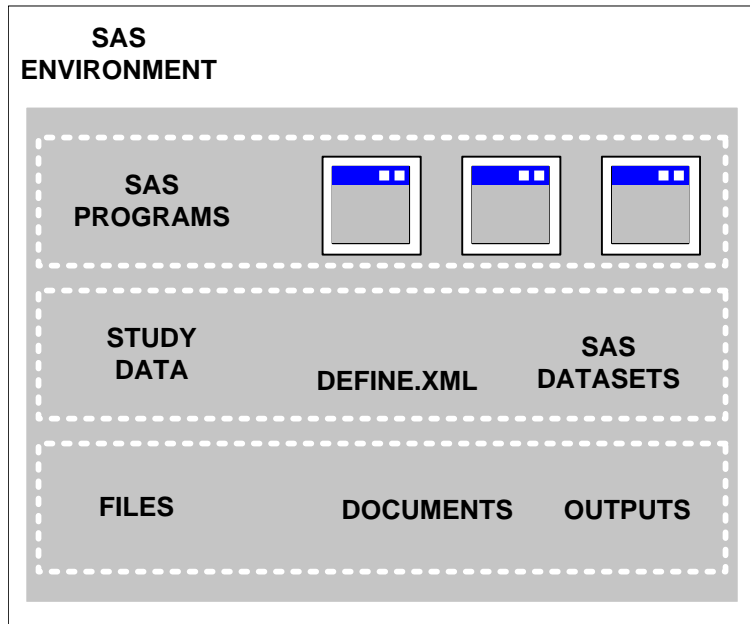 SAS
ENVIRONMENT
SAS
PROGRAMS
STUDY
DATA
DEFINE.XML
SAS
DATASETS
FILES
DOCUMENTS
OUTPUTS